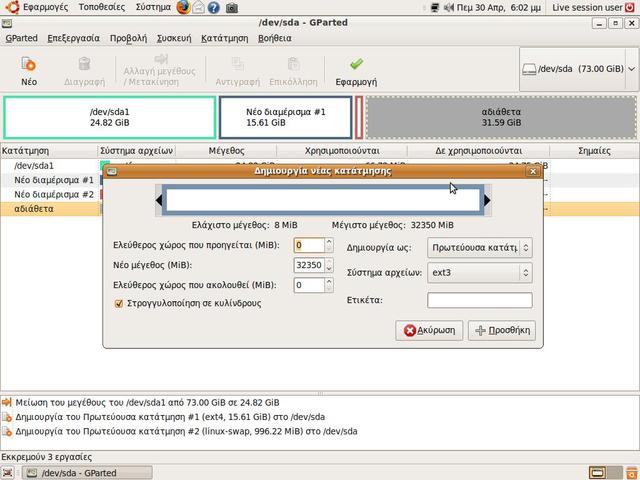 Εφαρμογές Τοποθεσίες Σύστημα Πεμ 30 Απρ, 6:02 μμ Live session user
/dev/sda - GParted
GParted Επεξεργασία Προβολή Συσκευή Κατάτμηση Βοήθεια
Νέο Διαγραφή Αλλαγή μεγέθους / Μετακίνηση Αντιγραφή Επικόλληση Εφαρμογή /dev/sda (73.00 GiB)
/dev/sda1 Νέο διαμέρισμα #1 αδιάθετα
24.82 GiB 15.61 GiB 31.59 GiB
Κατάτμηση Σύστημα αρχείων Μέγεθος Χρησιμοποιούνται Δε χρησιμοποιούνται Σημαίες
/dev/sda1
Νέο διαμέρισμα #1
Νέο διαμέρισμα #2
αδιάθετα
Δημιουργία νέας κατάτμησης
Ελάχιστο μέγεθος: 8 MiB Μέγιστο μέγεθος: 32350 MiB
Ελεύθερος χώρος που προηγείται (MiB): 0 Δημιουργία ως: Πρωτεύουσα κατάτμ
Νέο μέγεθος (MiB): 32350 Σύστημα αρχείων: ext3
Ελεύθερος χώρος που ακολουθεί (MiB): 0 Ετικέτα:
Στρογγυλοποίηση σε κυλίνδρους
Ακύρωση Προσθήκη
Μείωση του μεγέθους του /dev/sda1 από 73.00 GiB σε 24.82 GiB
Δημιουργία του Πρωτεύουσα κατάτμηση #1 (ext4, 15.61 GiB) στο /dev/sda
Δημιουργία του Πρωτεύουσα κατάτμηση #2 (linux-swap, 996.22 MiB) στο /dev/sda
Εκκρεμούν 3 εργασίες
/dev/sda - GParted